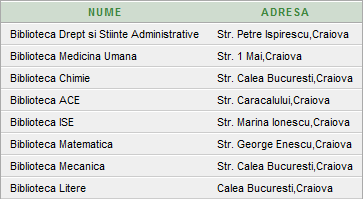 NUME ADRESA
Biblioteca Drept si Stiinte Administrative Str. Petre Ispirescu,Craiova
Biblioteca Medicina Umana Str. 1 Mai,Craiova
Biblioteca Chimie Str. Calea Bucuresti,Craiova
Biblioteca ACE Str. Caracalului,Craiova
Biblioteca ISE Str. Marina Ionescu,Craiova
Biblioteca Matematica Str. George Enescu,Craiova
Biblioteca Mecanica Str. Calea Bucuresti,Craiova
Biblioteca Litere Calea Bucuresti,Craiova